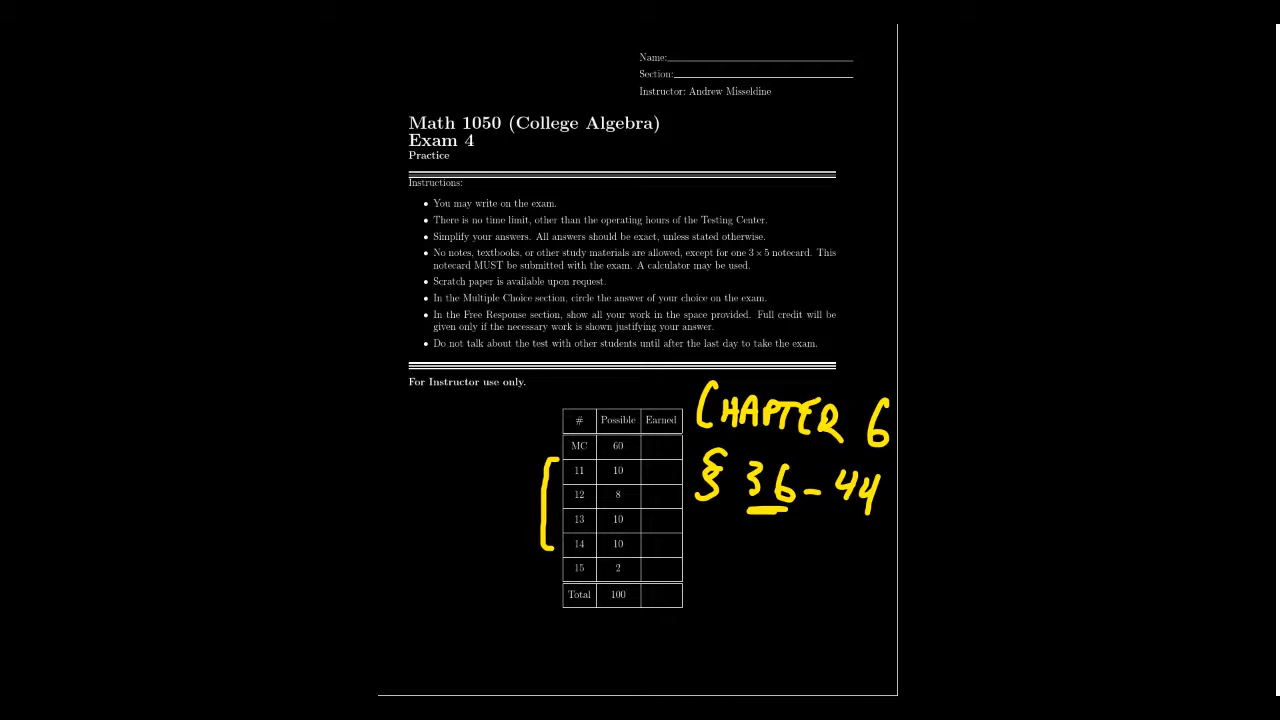 Name:
Section:
Instructor: Andrew Misseldine
Math 1050 (College Algebra)
Exam 4
Practice
Instructions:
• You may write on the exam.
• There is no time limit, other than the operating hours of the Testing Center.
• Simplify your answers. All answers should be exact, unless stated otherwise.
• No notes, textbooks, or other study materials are allowed, except for one 3 × 5 notecard. This
notecard MUST be submitted with the exam. A calculator may be used.
• Scratch paper is available upon request.
• In the Multiple Choice section, circle the answer of your choice on the exam.
• In the Free Response section, show all your work in the space provided. Full credit will be
given only if the necessary work is shown justifying your answer.
• Do not talk about the test with other students until after the last day to take the exam.
For Instructor use only.
# Possible Earned
MC 60
11 10
12 8
13 10
14 10
15 2
Total 100
CHAPTER 6
§ 36-44